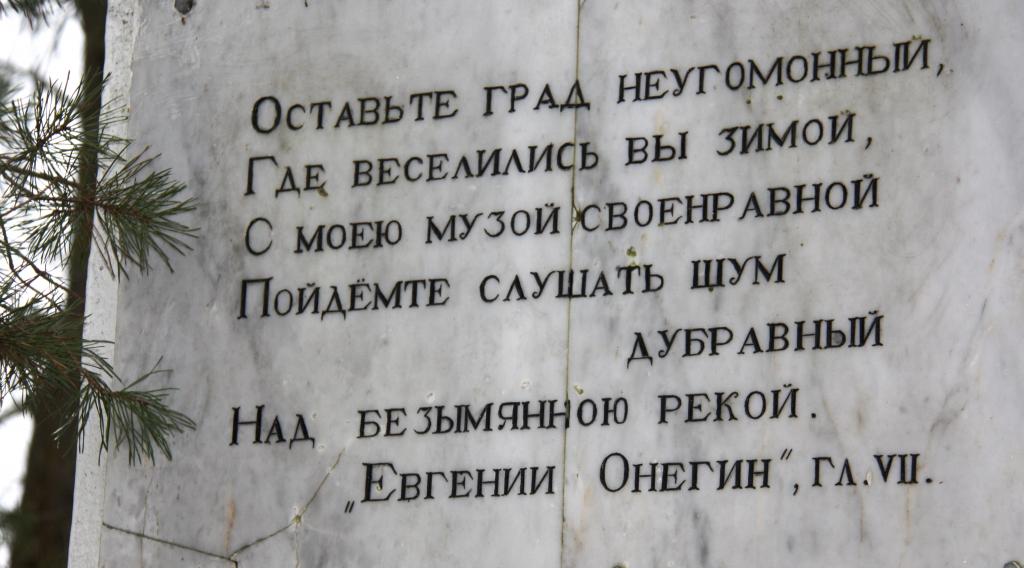 Оставьте град неугомонный,
Где веселились вы зимой,
С моею музой своенравной
Пойдёмте слушать шум
дубравный
Над безымянною рекой.
„Евгении Онегин", гл. VII.